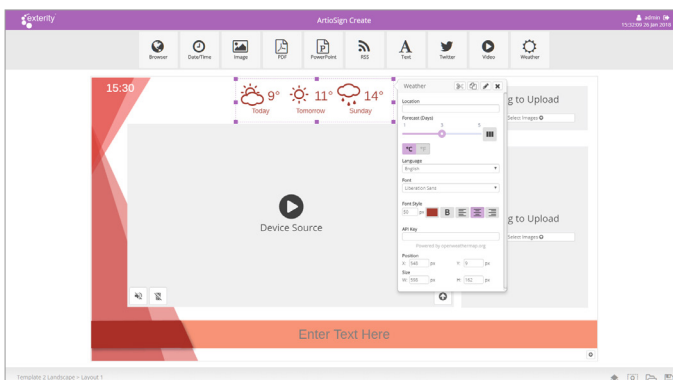 exterity
ArtioSign Create
admin
15:32:09 26 Jan 2018
Browser
Date/Time
Image
PDF
PowerPoint
RSS
Text
Twitter
Video
Weather
15:30
9° 11° 14°
Today Tomorrow Sunday
Weather
Location
Forecast (Days)
1 3 5
°C °F
Language
English
Font
Liberation Sans
Font Style
px B
API Key
Powered by openweathermap.org
Position
X: 548 px Y: 9 px
Size
W: px H: 162 px
g to Upload
Select Images
g to Upload
Select Images
Device Source
Enter Text Here
Template 2 Landscape » Layout 1